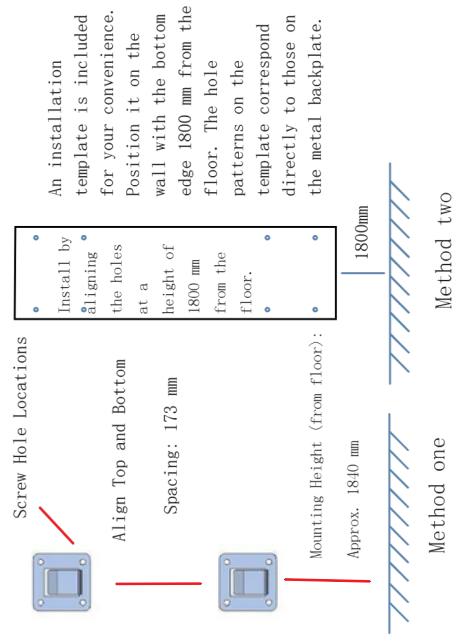 Screw Hole Locations
Align Top and Bottom
Spacing: 173 mm
Mounting Height (from floor):
Approx. 1840 mm
Method one
Install by
aligning
the holes
at a
height of
1800 mm
from the
floor.
An installation
template is included
for your convenience.
Position it on the
wall with the bottom
edge 1800 mm from the
floor. The hole
patterns on the
template correspond
directly to those on
the metal backplate.
1800mm
Method two